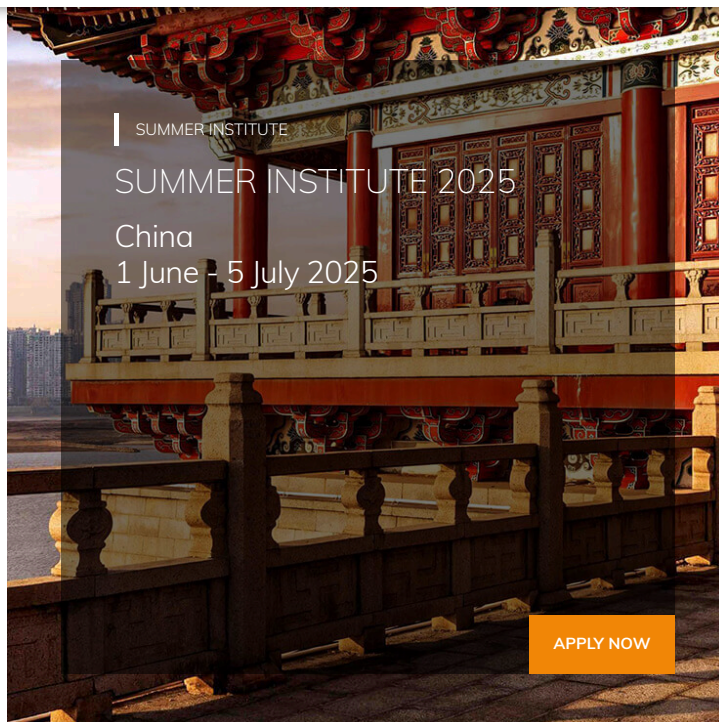 SUMMER INSTITUTE
SUMMER INSTITUTE 2025
China
1 June - 5 July 2025
APPLY NOW